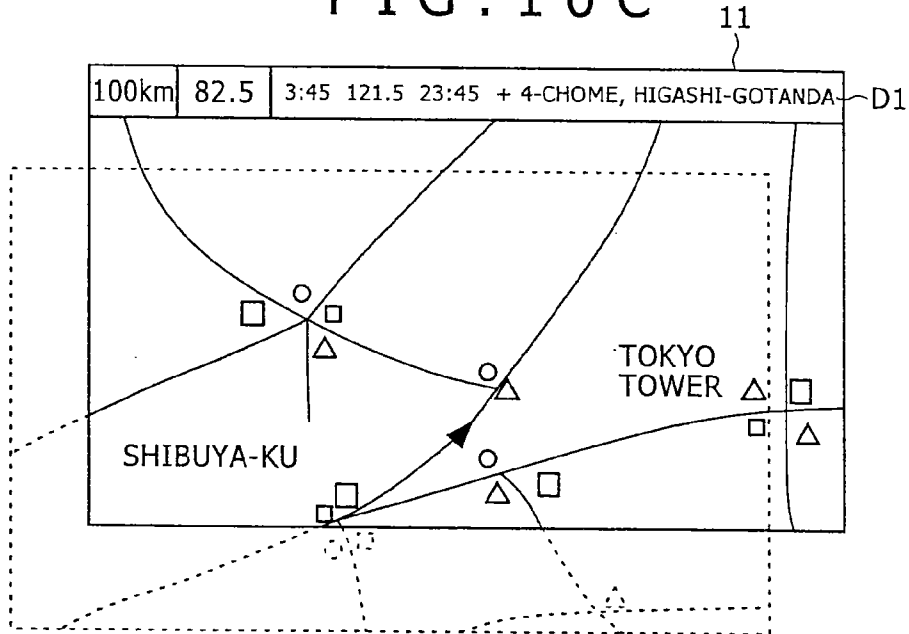 FIG.10C
11
100km 82.5 3:45 121.5 23:45 + 4-CHOME, HIGASHI-GOTANDA D1
TOKYO
TOWER
SHIBUYA-KU